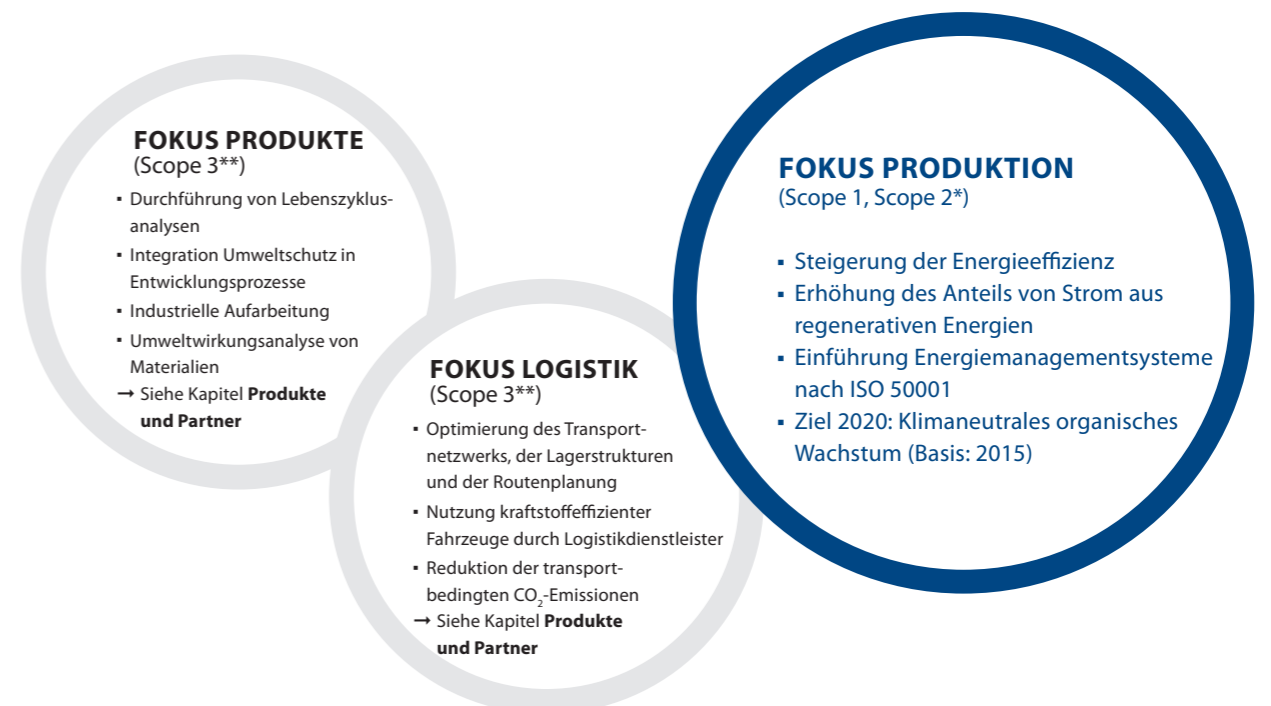 FOKUS PRODUKTE
(Scope 3**)
▪ Durchführung von Lebenszyklus-
analysen
▪ Integration Umweltschutz in
Entwicklungsprozesse
▪ Industrielle Aufarbeitung
▪ Umweltwirkungsanalyse von
Materialien
→ Siehe Kapitel Produkte
und Partner
FOKUS LOGISTIK
(Scope 3**)
▪ Optimierung des Transport-
netzwerks, der Lagerstrukturen
und der Routenplanung
▪ Nutzung kraftstoffeffizienter
Fahrzeuge durch Logistikdienstleister
▪ Reduktion der transport-
bedingten CO₂-Emissionen
→ Siehe Kapitel Produkte
und Partner
FOKUS PRODUKTION
(Scope 1, Scope 2*)
▪ Steigerung der Energieeffizienz
▪ Erhöhung des Anteils von Strom aus
regenerativen Energien
▪ Einführung Energiemanagementsysteme
nach ISO 50001
▪ Ziel 2020: Klimaneutrales organisches
Wachstum (Basis: 2015)